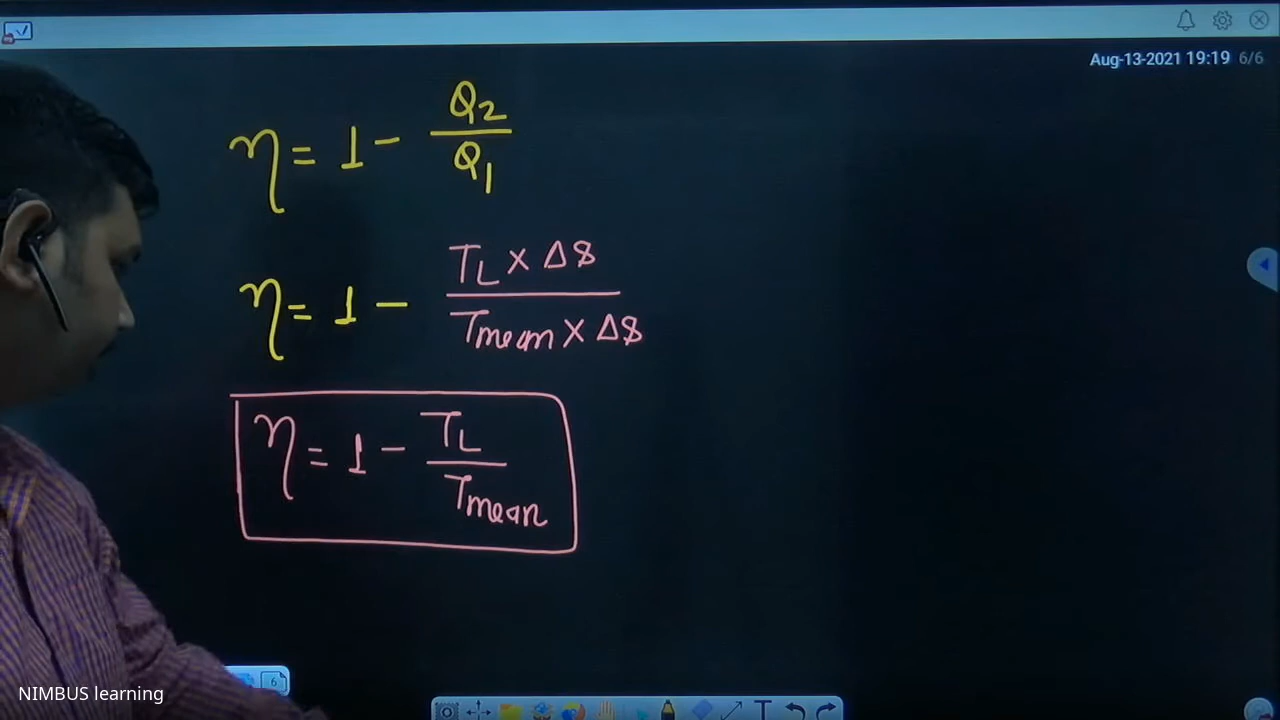 Aug-13-2021 19:19 6/6
η = 1 - Q2/Q1
η = 1 - TL × Δs / Tmean × Δs
η = 1 - TL/Tmean
6
NIMBUS learning
T